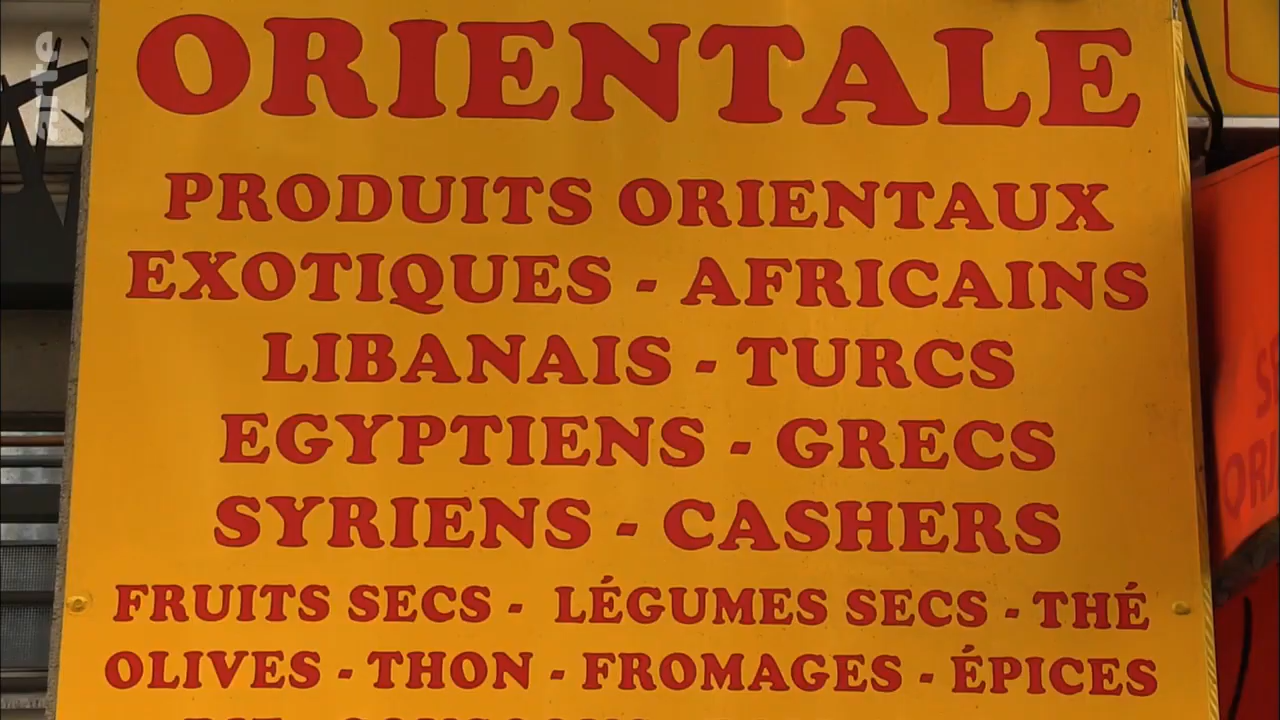 arte
ORIENTALE
PRODUITS ORIENTAUX
EXOTIQUES - AFRICAINS
LIBANAIS - TURCS
EGYPTIENS - GRECS
SYRIENS - CASHERS
FRUITS SECS - LÉGUMES SECS - THÉ
OLIVES - THON - FROMAGES - ÉPICES